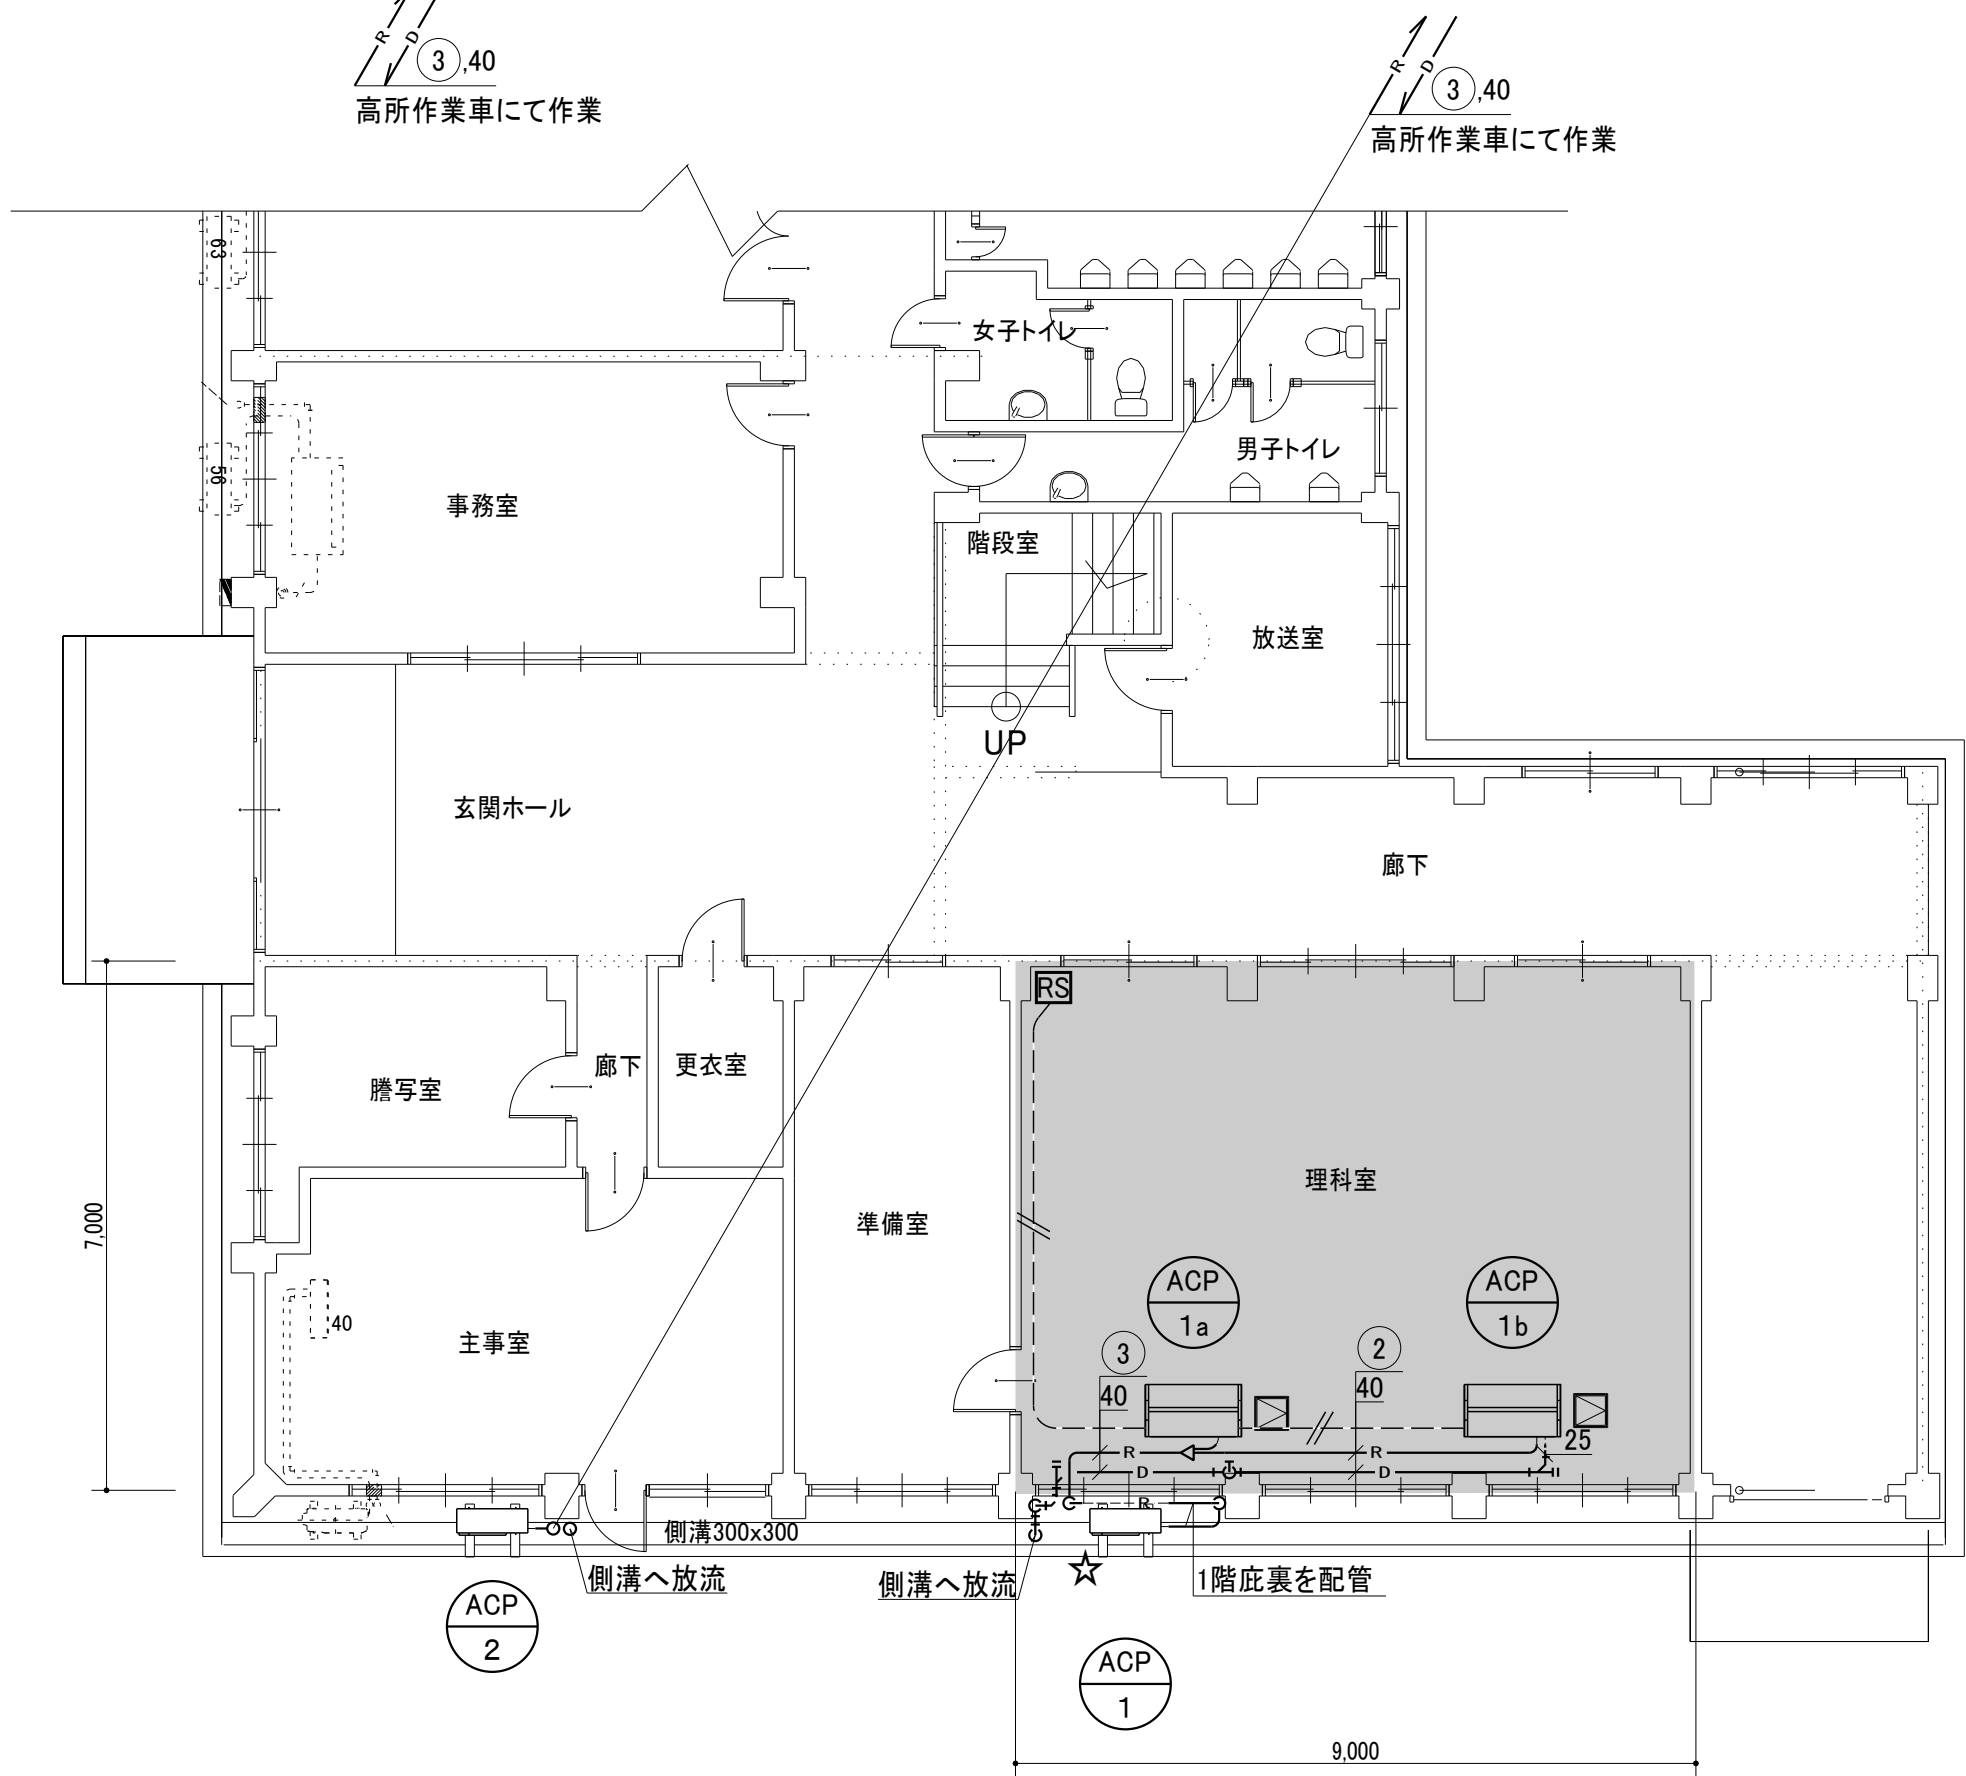 R
D
3 ,40
高所作業車にて作業
R
D
3 ,40
高所作業車にて作業
63
女子トイレ
男子トイレ
56
事務室
階段室
放送室
UP
玄関ホール
廊下
RS
謄写室
廊下
更衣室
理科室
7,000
準備室
ACP
1a
ACP
1b
40
主事室
3
40
2
40
25
R
R
D
D
R
側溝300x300
側溝へ放流
側溝へ放流
1階庇裏を配管
ACP
2
ACP
1
9,000